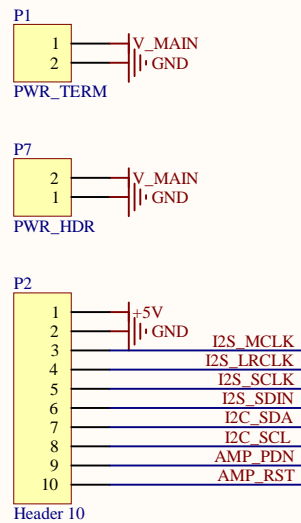 P1
1 V_MAIN
2 GND
PWR_TERM
P7
2 V_MAIN
1 GND
PWR_HDR
P2
1 +5V
2 GND
3 I2S_MCLK
4 I2S_LRCLK
5 I2S_SCLK
6 I2S_SDIN
7 I2C_SDA
8 I2C_SCL
9 AMP_PDN
10 AMP_RST
Header 10